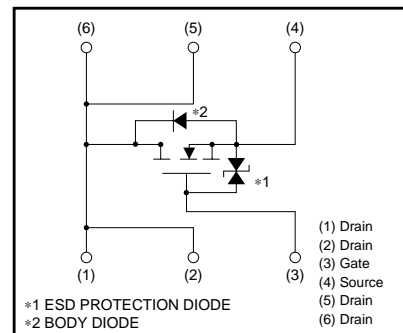 (6) (5) (4)
∗2
∗1
(1) (2) (3)
(1) Drain
(2) Drain
(3) Gate
(4) Source
(5) Drain
(6) Drain
∗1 ESD PROTECTION DIODE
∗2 BODY DIODE